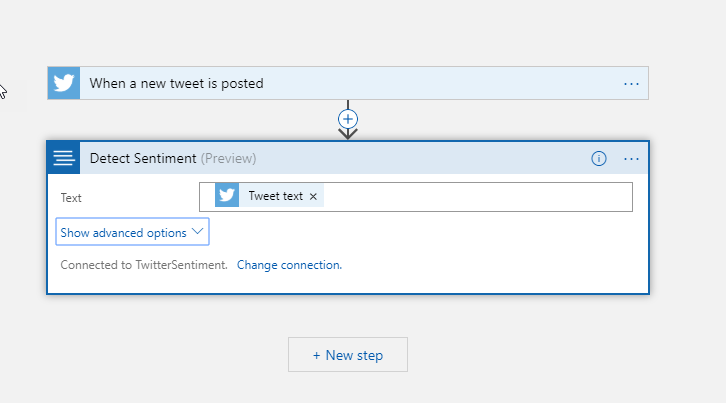 When a new tweet is posted
Detect Sentiment (Preview)
Text Tweet text ×
Show advanced options
Connected to TwitterSentiment. Change connection.
+ New step